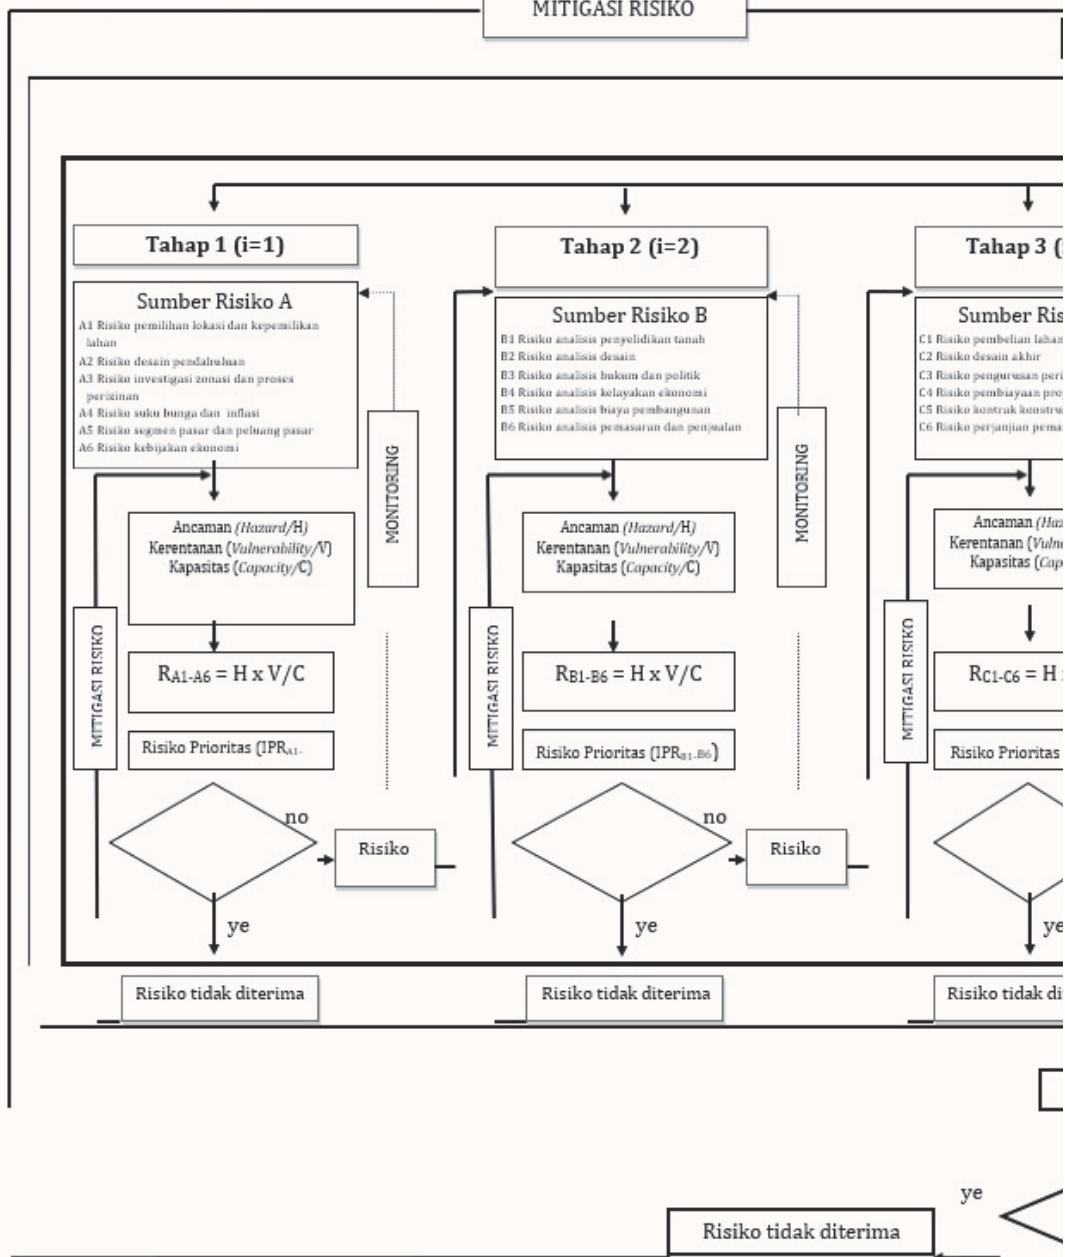 MITIGASI RISIKO
Tahap 1 (i=1)
Sumber Risiko A
A1 Risiko pemilihan lokasi dan kepemilikan
lahan
A2 Risiko desain pendahuluan
A3 Risiko investigasi zonasi dan proses
perizinan
A4 Risiko suku bunga dan inflasi
A5 Risiko segmen pasar dan peluang pasar
A6 Risiko kebijakan ekonomi
MONITORING
Ancaman (Hazard/H)
Kerentanan (Vulnerability/V)
Kapasitas (Capacity/C)
MITIGASI RISIKO
RA1-A6 = H x V/C
Risiko Prioritas (IPRA1-
no
Risiko
ye
Risiko tidak diterima
Tahap 2 (i=2)
Sumber Risiko B
B1 Risiko analisis penyelidikan tanah
B2 Risiko analisis desain
B3 Risiko analisis hukum dan politik
B4 Risiko analisis kelayakan ekonomi
B5 Risiko analisis biaya pembangunan
B6 Risiko analisis pemasaran dan penjualan
MONITORING
Ancaman (Hazard/H)
Kerentanan (Vulnerability/V)
Kapasitas (Capacity/C)
MITIGASI RISIKO
RB1-B6 = H x V/C
Risiko Prioritas (IPRB1-B6)
no
Risiko
ye
Risiko tidak diterima
Tahap 3 (
Sumber Ris
C1 Risiko pembelian lahan
C2 Risiko desain akhir
C3 Risiko pengurusan peri
C4 Risiko pembiayaan pro
C5 Risiko kontrak konstru
C6 Risiko perjanjian pema
Ancaman (Haz
Kerentanan (Vulne
Kapasitas (Cap
MITIGASI RISIKO
RC1-C6 = H
Risiko Prioritas
ye
Risiko tidak di
ye
Risiko tidak diterima